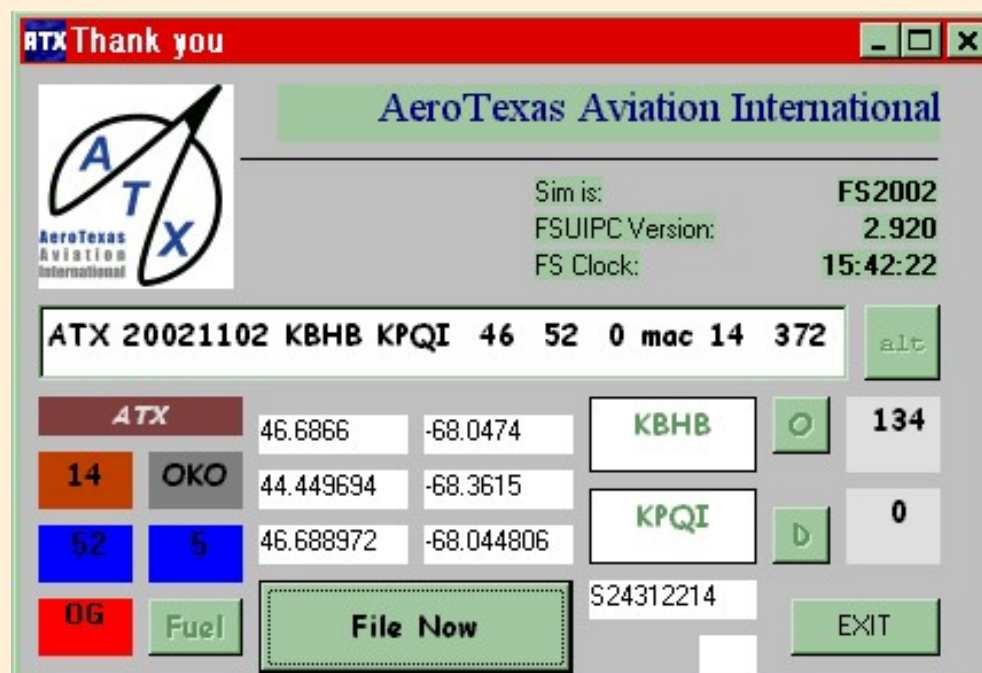 ATX Thank you
AeroTexas Aviation International
A
T
X
AeroTexas
Aviation
International
Sim is: FS2002
FSUIPC Version: 2.920
FS Clock: 15:42:22
ATX 20021102 KBHB KPQI 46 52 0 mac 14 372
alt
ATX
46.6866 -68.0474 KBHB O 134
14 OKO
44.449694 -68.3615
KPQI D 0
52 5
46.688972 -68.044806
S24312214
OG Fuel File Now EXIT